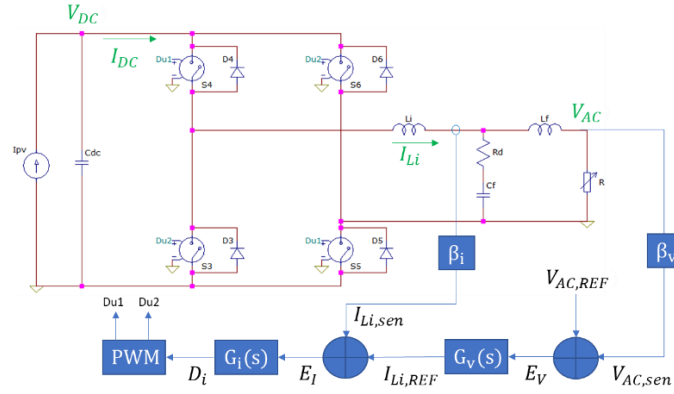 V_DC
I_DC
Du1
D4
S4
Du2
D6
S6
Ipv
Cdc
Li
I_Li
Rd
Cf
Lf
V_AC
R
Du2
D3
S3
Du1
D5
S5
β_i
β_v
Du1 Du2
I_Li,sen
V_AC,REF
PWM
D_i
G_i(s)
E_I
I_Li,REF
G_v(s)
E_V
V_AC,sen